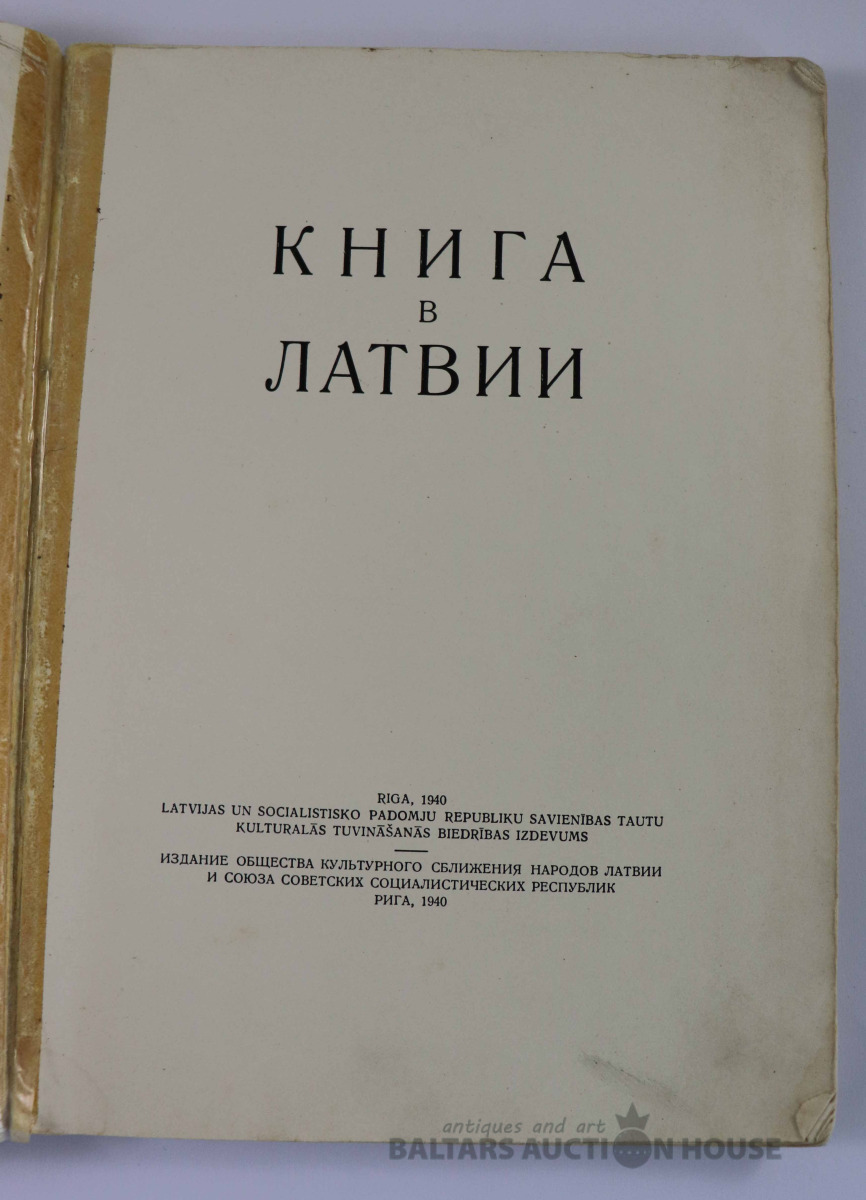 КНИГА
В
ЛАТВИИ
RIGA, 1940
LATVIJAS UN SOCIALISTISKO PADOMJU REPUBLIKU SAVIENĪBAS TAUTU
KULTURALĀS TUVINĀŠANĀS BIEDRĪBAS IZDEVUMS
ИЗДАНИЕ ОБЩЕСТВА КУЛЬТУРНОГО СБЛИЖЕНИЯ НАРОДОВ ЛАТВИИ
И СОЮЗА СОВЕТСКИХ СОЦИАЛИСТИЧЕСКИХ РЕСПУБЛИК
РИГА, 1940
antiques and art
BALTARS AUCTION HOUSE